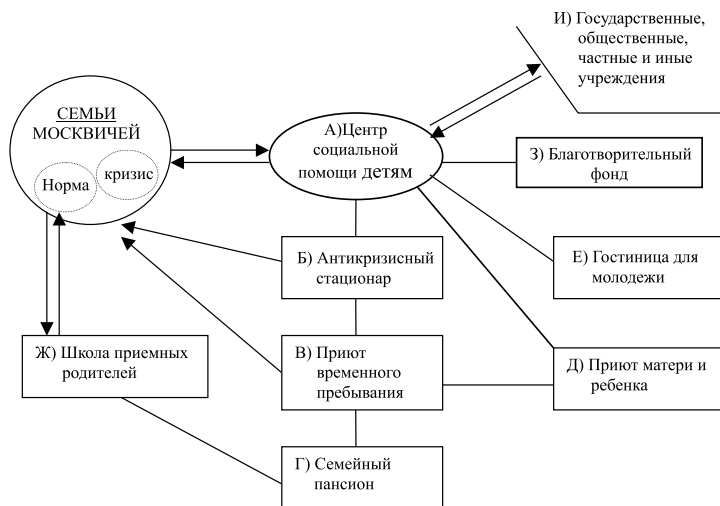 И) Государственные,
общественные,
частные и иные
учреждения
СЕМЬИ
МОСКВИЧЕЙ
Норма
кризис
А)Центр
социальной
помощи детям
З) Благотворительный
фонд
Б) Антикризисный
стационар
Е) Гостиница для
молодежи
Ж) Школа приемных
родителей
В) Приют
временного
пребывания
Д) Приют матери и
ребенка
Г) Семейный
пансион